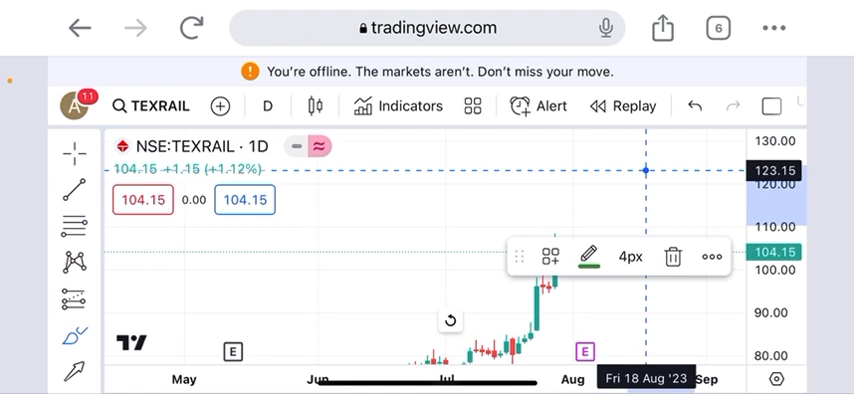 tradingview.com
6
You're offline. The markets aren't. Don't miss your move.
A 11 TEXRAIL D Indicators Alert Replay
NSE:TEXRAIL · 1D
104.15 +1.15 (+1.12%)
104.15 0.00 104.15
130.00
123.15
120.00
110.00
104.15
4px
100.00
90.00
80.00
E
E
May Jun Jul Aug Fri 18 Aug '23 Sep